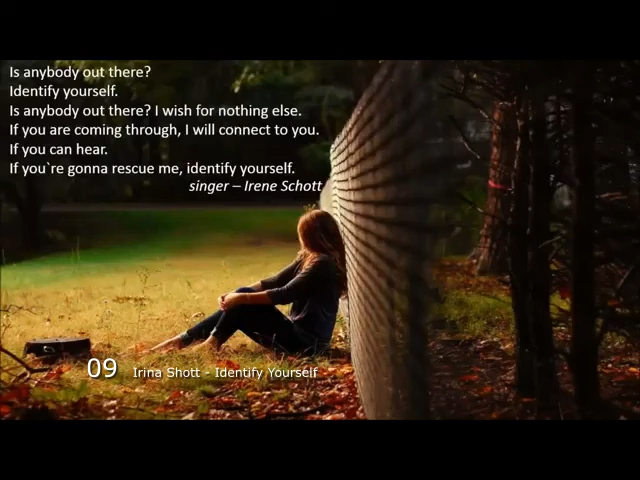 Is anybody out there?
Identify yourself.
Is anybody out there? I wish for nothing else.
If you are coming through, I will connect to you.
If you can hear.
If you`re gonna rescue me, identify yourself.
singer – Irene Schott
09 Irina Shott - Identify Yourself